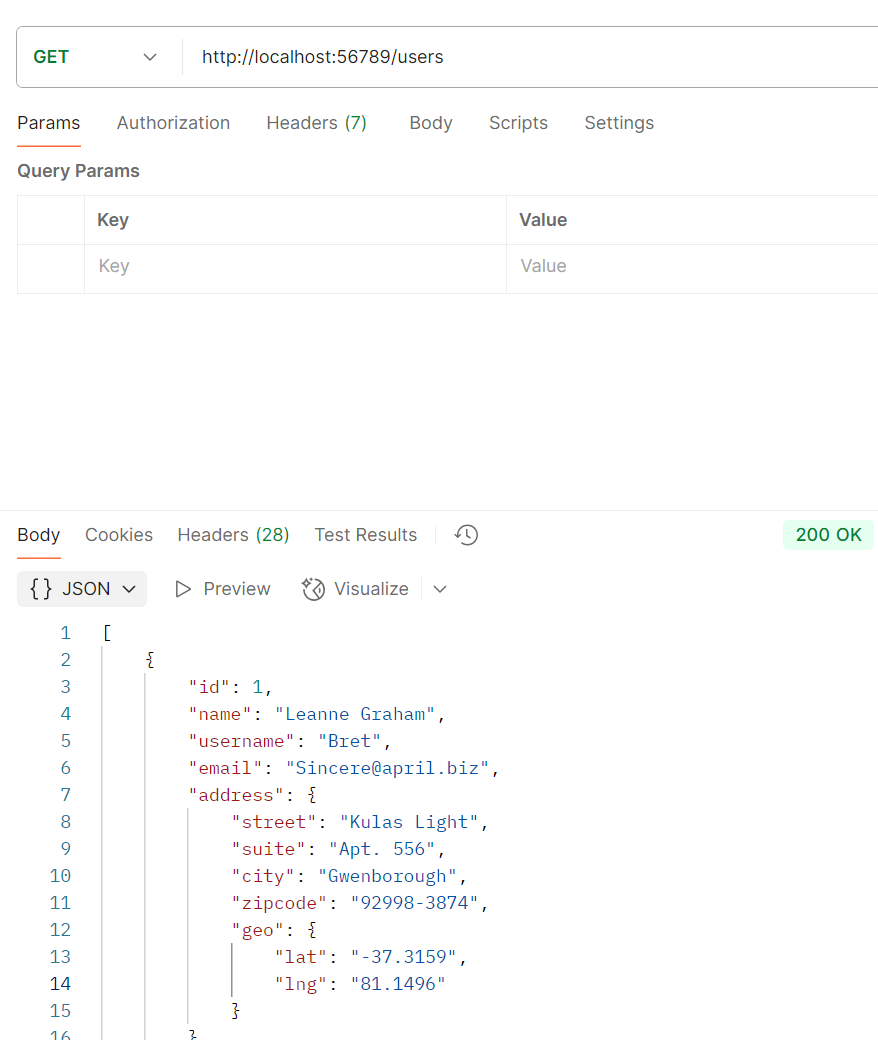 GET http://localhost:56789/users
Params Authorization Headers (7) Body Scripts Settings
Query Params
Key Value
Key Value
Body Cookies Headers (28) Test Results 200 OK
{} JSON Preview Visualize
1 [
2 {
3 "id": 1,
4 "name": "Leanne Graham",
5 "username": "Bret",
6 "email": "Sincere@april.biz",
7 "address": {
8 "street": "Kulas Light",
9 "suite": "Apt. 556",
10 "city": "Gwenborough",
11 "zipcode": "92998-3874",
12 "geo": {
13 "lat": "-37.3159",
14 "lng": "81.1496"
15 }
16 }